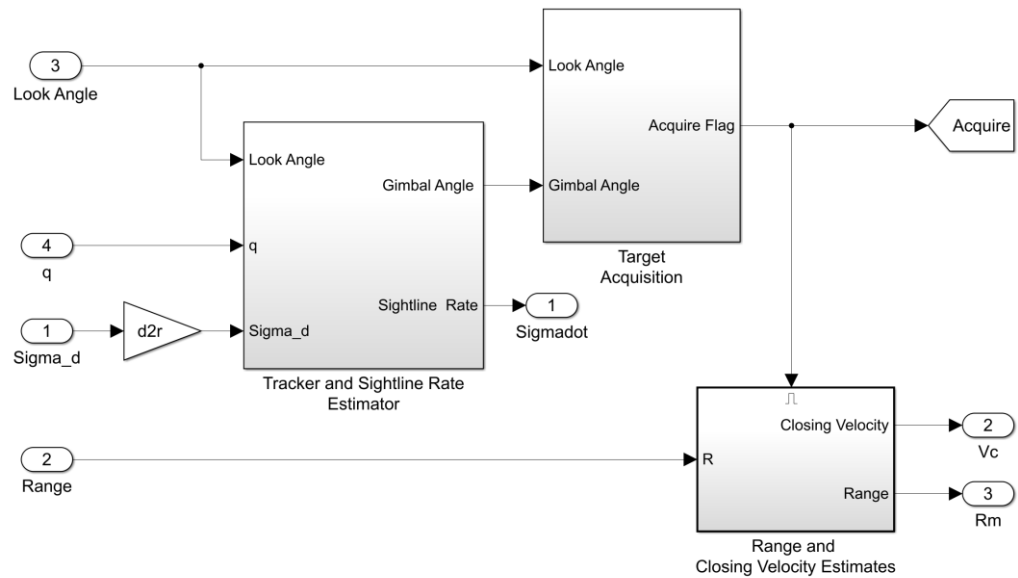 3
Look Angle
Look Angle
Acquire Flag
Gimbal Angle
Target
Acquisition
Acquire
Look Angle
Gimbal Angle
q
Sightline Rate
Sigma_d
Tracker and Sightline Rate
Estimator
4
q
1
Sigma_d
d2r
1
Sigmadot
2
Range
R
Closing Velocity
Range
Range and
Closing Velocity Estimates
2
Vc
3
Rm